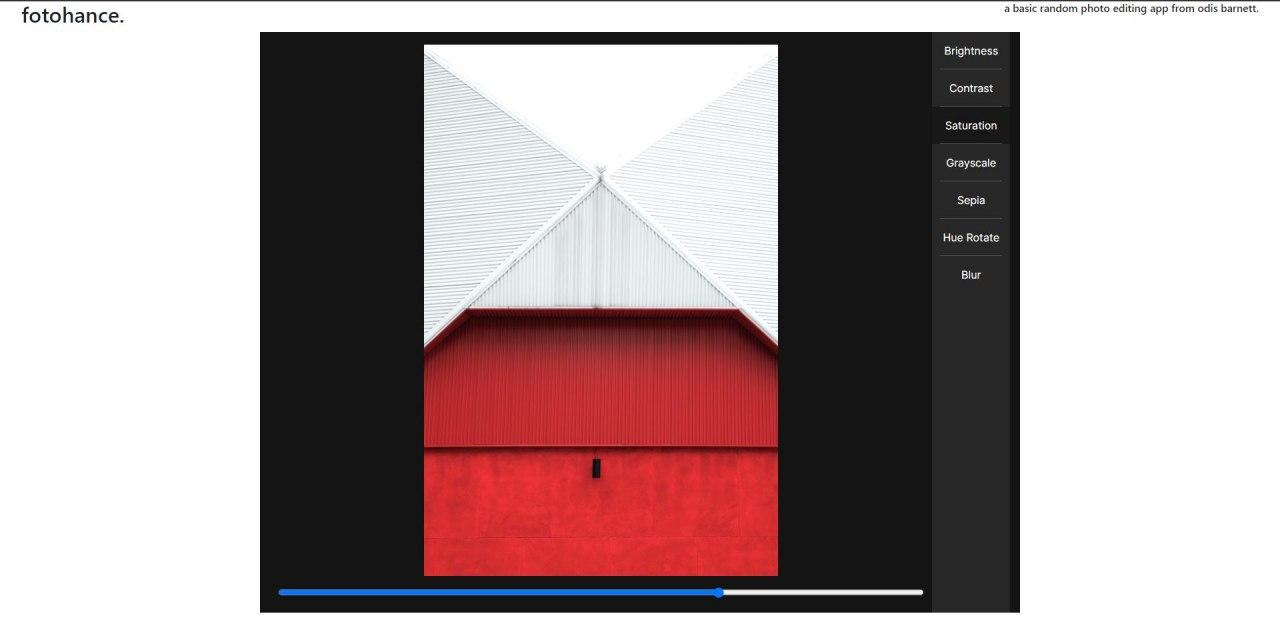 fotohance.
a basic random photo editing app from odis barnett.
Brightness
Contrast
Saturation
Grayscale
Sepia
Hue Rotate
Blur